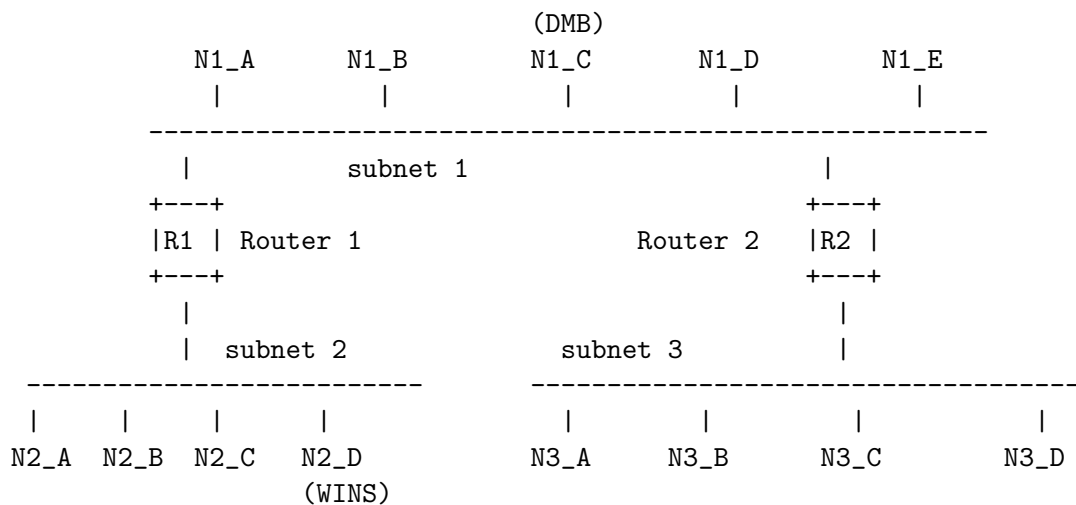 (DMB)
N1_A N1_B N1_C N1_D N1_E
subnet 1
R1 Router 1 Router 2 R2
subnet 2 subnet 3
N2_A N2_B N2_C N2_D N3_A N3_B N3_C N3_D
(WINS)